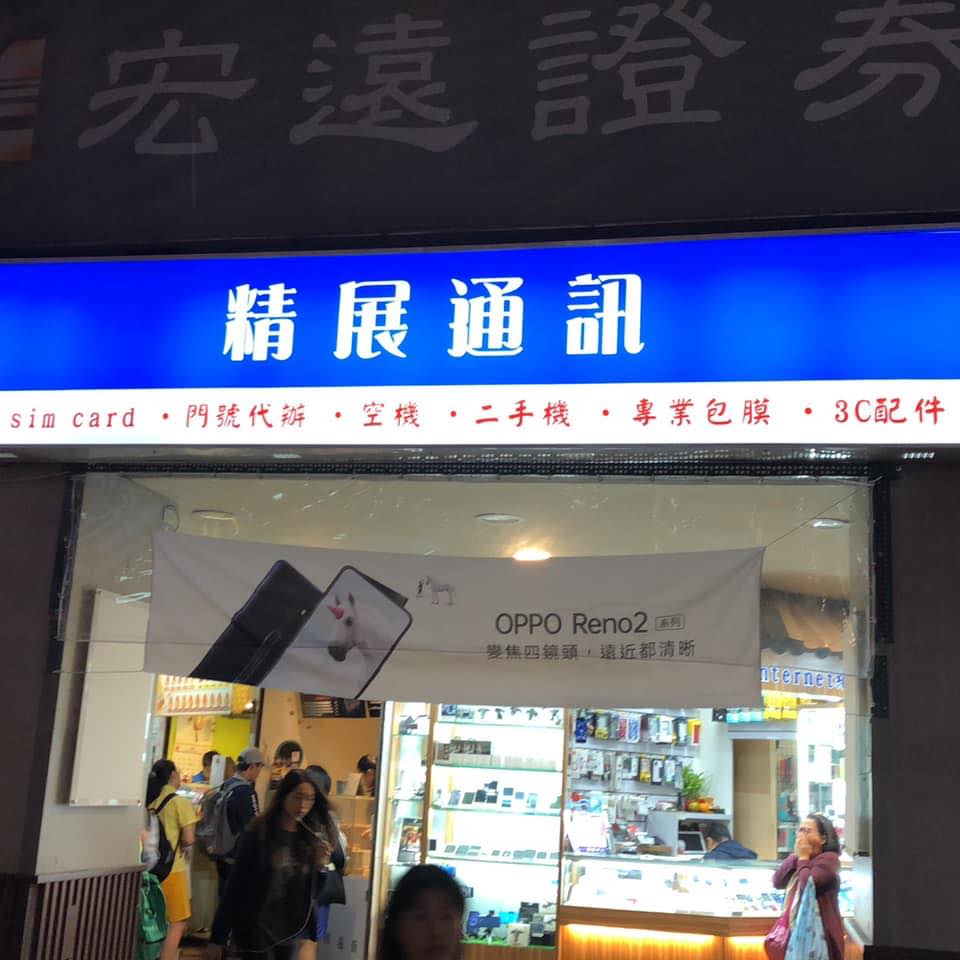 宏遠證券
精展通訊
sim card ・門號代辦 ・空機 ・二手機 ・專業包膜 ・3C配件
OPPO Reno2 系列
變焦四鏡頭，遠近都清晰
nternet